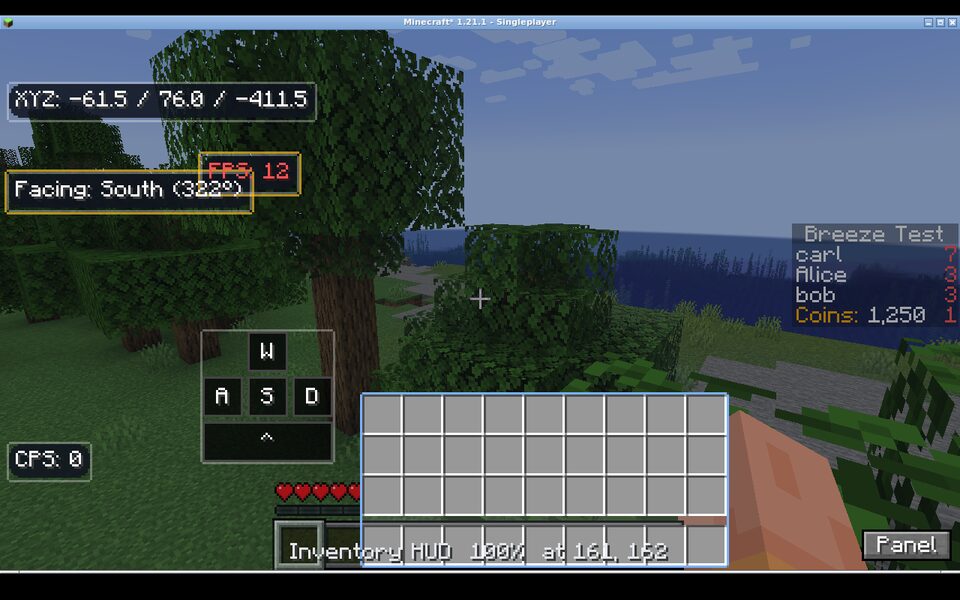 Minecraft* 1.21.1 - Singleplayer
XYZ: -61.5 / 76.0 / -411.5
FPS: 12
Facing: South (322°)
Breeze Test
carl 7
Alice 3
bob 3
Coins: 1,250 1
W
A S D
^
CPS: 0
Inventory HUD 100% at 161, 162
Panel